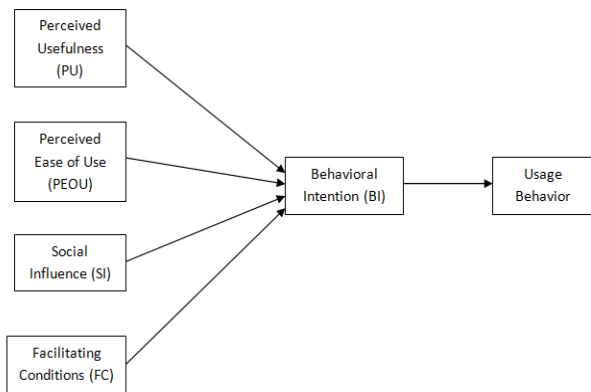 Perceived
Usefulness
(PU)
Perceived
Ease of Use
(PEOU)
Social
Influence (SI)
Facilitating
Conditions (FC)
Behavioral
Intention (BI)
Usage
Behavior